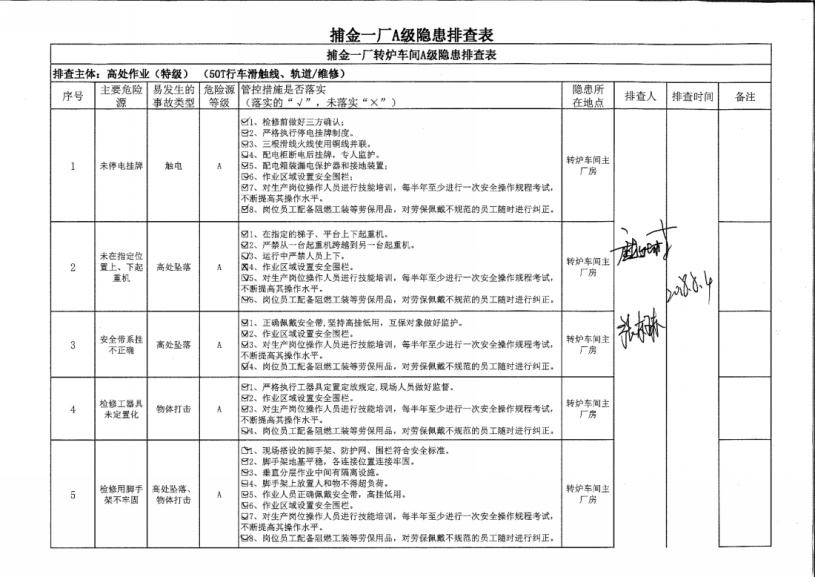 捕金一厂A级隐患排查表
捕金一厂转炉车间A级隐患排查表
排查主体：高处作业（特级）（50T行车滑触线、轨道/维修）
序号 主要危险源 易发生的事故类型 危险源等级 管控措施是否落实（落实的“√”，未落实“×”） 隐患所在地点 排查人 排查时间 备注
1 未停电挂牌 触电 A 转炉车间主厂房
☑1、检修前做好三方确认；
☑2、严格执行停电挂牌制度。
☑3、三根滑线火线使用铜线并联。
☑4、配电柜断电后挂牌，专人监护。
☑5、配电箱装漏电保护器和接地装置；
☑6、作业区域设置安全围栏；
☑7、对生产岗位操作人员进行技能培训，每半年至少进行一次安全操作规程考试，
不断提高其操作水平。
☑8、岗位员工配备阻燃工装等劳保用品，对劳保佩戴不规范的员工随时进行纠正。
2 未在指定位置上、下起重机 高处坠落 A 转炉车间主厂房
☑1、在指定的梯子、平台上下起重机。
☑2、严禁从一台起重机跨越到另一台起重机。
☑3、运行中严禁人员上下。
☒4、作业区域设置安全围栏。
☑5、对生产岗位操作人员进行技能培训，每半年至少进行一次安全操作规程考试，
不断提高其操作水平。
☑6、岗位员工配备阻燃工装等劳保用品，对劳保佩戴不规范的员工随时进行纠正。
2018.8.4
3 安全带系挂不正确 高处坠落 A 转炉车间主厂房
☑1、正确佩戴安全带,坚持高挂低用，互保对象做好监护。
☑2、作业区域设置安全围栏。
☑3、对生产岗位操作人员进行技能培训，每半年至少进行一次安全操作规程考试，
不断提高其操作水平。
☑4、岗位员工配备阻燃工装等劳保用品，对劳保佩戴不规范的员工随时进行纠正。
4 检修工器具未定置化 物体打击 A 转炉车间主厂房
☑1、严格执行工器具定置定放规定,现场人员做好监督。
☑2、作业区域设置安全围栏。
☑3、对生产岗位操作人员进行技能培训，每半年至少进行一次安全操作规程考试，
不断提高其操作水平。
☑4、岗位员工配备阻燃工装等劳保用品，对劳保佩戴不规范的员工随时进行纠正。
5 检修用脚手架不牢固 高处坠落、物体打击 A 转炉车间主厂房
☑1、现场搭设的脚手架、防护网、围栏符合安全标准。
☑2、脚手架地基平稳，各连接位置连接牢固。
☑3、垂直分层作业中间有隔离设施。
☑4、脚手架上放置人和物不得超负荷。
☑5、作业人员正确佩戴安全带，高挂低用。
☑6、作业区域设置安全围栏。
☑7、对生产岗位操作人员进行技能培训，每半年至少进行一次安全操作规程考试，
不断提高其操作水平。
☑8、岗位员工配备阻燃工装等劳保用品，对劳保佩戴不规范的员工随时进行纠正。